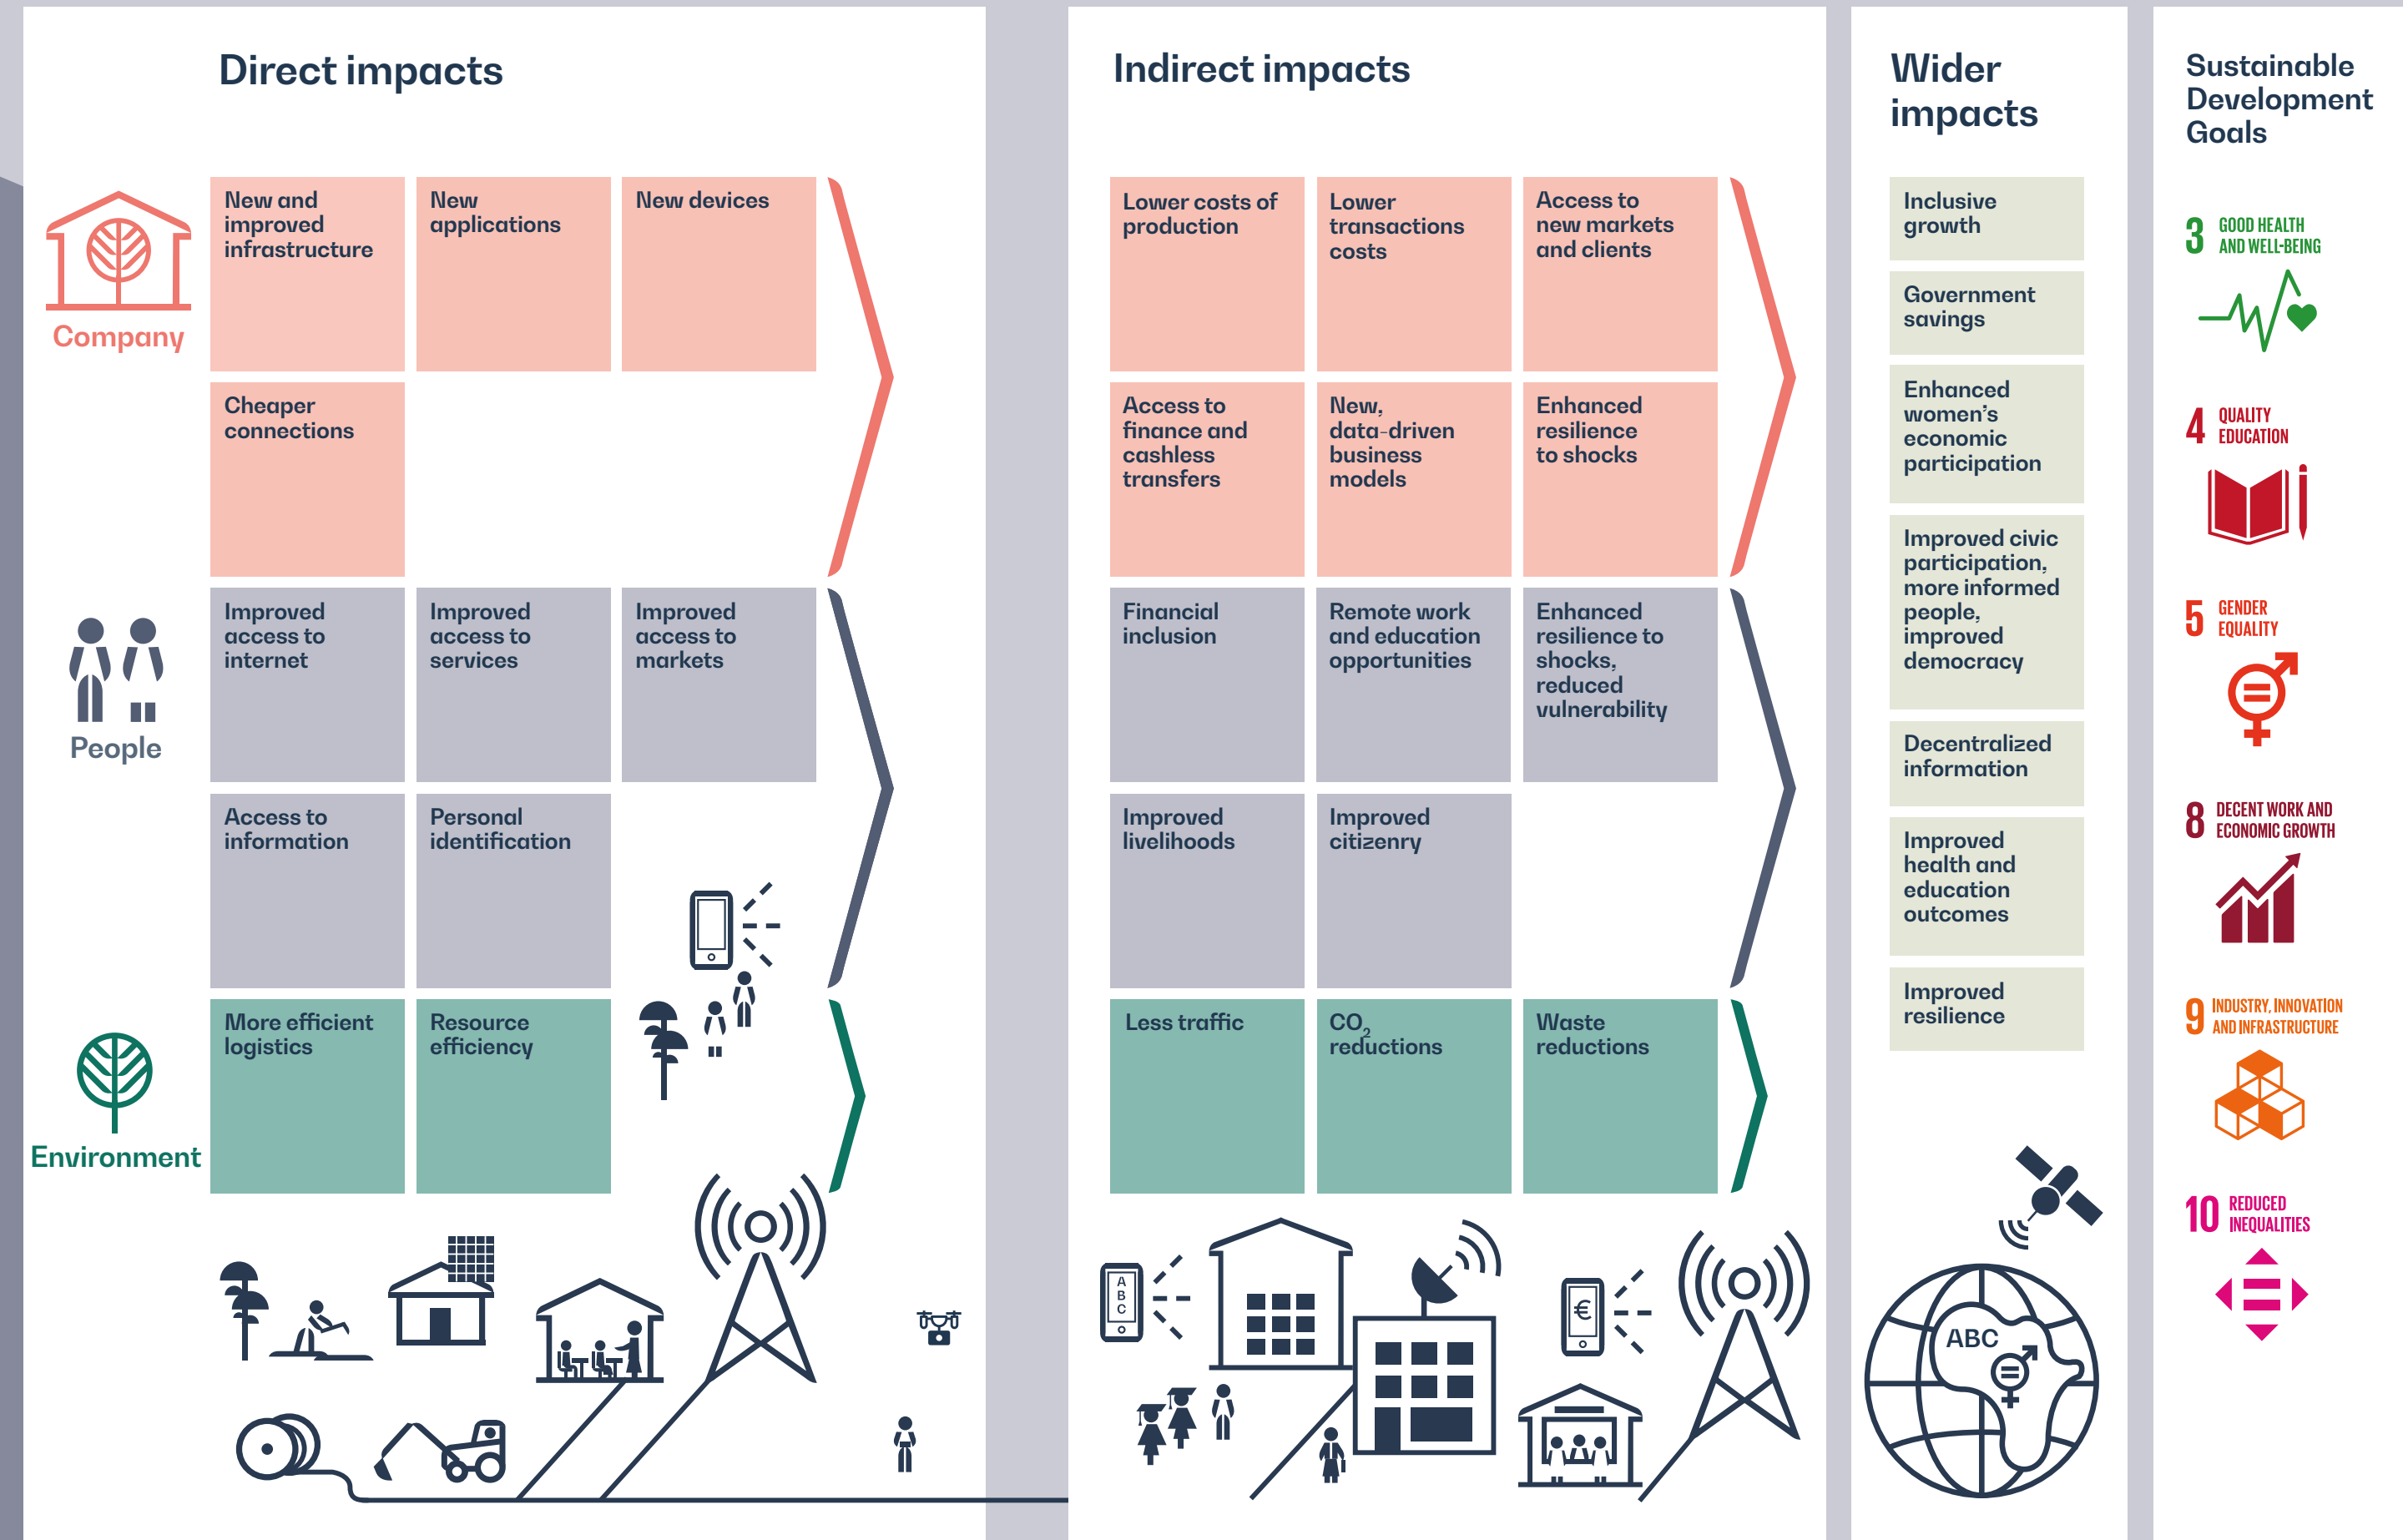 Direct impacts
Company
New and
improved
infrastructure
New
applications
New devices
Cheaper
connections
People
Improved
access to
internet
Improved
access to
services
Improved
access to
markets
Access to
information
Personal
identification
Environment
More efficient
logistics
Resource
efficiency
Indirect impacts
Lower costs of
production
Lower
transactions
costs
Access to
new markets
and clients
Access to
finance and
cashless
transfers
New,
data-driven
business
models
Enhanced
resilience
to shocks
Financial
inclusion
Remote work
and education
opportunities
Enhanced
resilience to
shocks,
reduced
vulnerability
Improved
livelihoods
Improved
citizenry
Less traffic
CO₂
reductions
Waste
reductions
A
B
C
€
Wider
impacts
Inclusive
growth
Government
savings
Enhanced
women's
economic
participation
Improved civic
participation,
more informed
people,
improved
democracy
Decentralized
information
Improved
health and
education
outcomes
Improved
resilience
ABC
Sustainable
Development
Goals
3 GOOD HEALTH
AND WELL-BEING
4 QUALITY
EDUCATION
5 GENDER
EQUALITY
8 DECENT WORK AND
ECONOMIC GROWTH
9 INDUSTRY, INNOVATION
AND INFRASTRUCTURE
10 REDUCED
INEQUALITIES